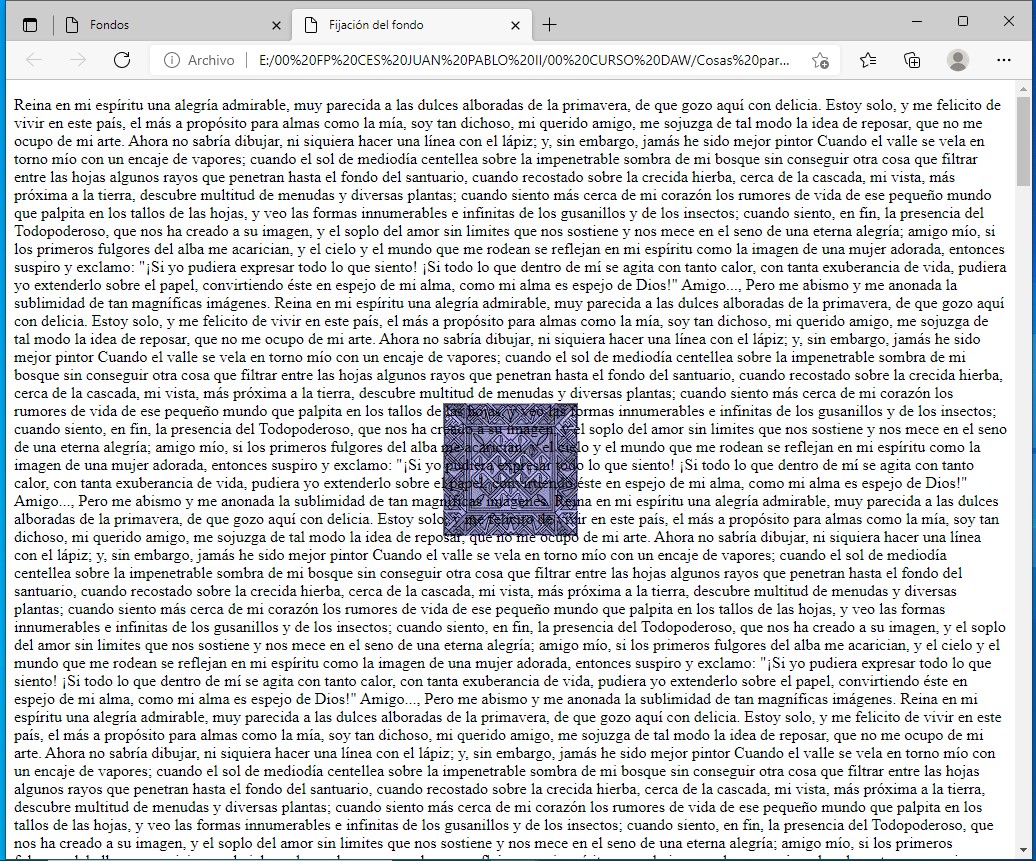 Fondos
Fijación del fondo
Archivo
E:/00%20FP%20CES%20JUAN%20PABLO%20II/00%20CURSO%20DAW/Cosas%20par...
Reina en mi espíritu una alegría admirable, muy parecida a las dulces alboradas de la primavera, de que gozo aquí con delicia. Estoy solo, y me felicito de
vivir en este país, el más a propósito para almas como la mía, soy tan dichoso, mi querido amigo, me sojuzga de tal modo la idea de reposar, que no me
ocupo de mi arte. Ahora no sabría dibujar, ni siquiera hacer una línea con el lápiz; y, sin embargo, jamás he sido mejor pintor Cuando el valle se vela en
torno mío con un encaje de vapores; cuando el sol de mediodía centellea sobre la impenetrable sombra de mi bosque sin conseguir otra cosa que filtrar
entre las hojas algunos rayos que penetran hasta el fondo del santuario, cuando recostado sobre la crecida hierba, cerca de la cascada, mi vista, más
próxima a la tierra, descubre multitud de menudas y diversas plantas; cuando siento más cerca de mi corazón los rumores de vida de ese pequeño mundo
que palpita en los tallos de las hojas, y veo las formas innumerables e infinitas de los gusanillos y de los insectos; cuando siento, en fin, la presencia del
Todopoderoso, que nos ha creado a su imagen, y el soplo del amor sin limites que nos sostiene y nos mece en el seno de una eterna alegría; amigo mío, si
los primeros fulgores del alba me acarician, y el cielo y el mundo que me rodean se reflejan en mi espíritu como la imagen de una mujer adorada, entonces
suspiro y exclamo: "¡Si yo pudiera expresar todo lo que siento! ¡Si todo lo que dentro de mí se agita con tanto calor, con tanta exuberancia de vida, pudiera
yo extenderlo sobre el papel, convirtiendo éste en espejo de mi alma, como mi alma es espejo de Dios!" Amigo..., Pero me abismo y me anonada la
sublimidad de tan magníficas imágenes. Reina en mi espíritu una alegría admirable, muy parecida a las dulces alboradas de la primavera, de que gozo aquí
con delicia. Estoy solo, y me felicito de vivir en este país, el más a propósito para almas como la mía, soy tan dichoso, mi querido amigo, me sojuzga de
tal modo la idea de reposar, que no me ocupo de mi arte. Ahora no sabría dibujar, ni siquiera hacer una línea con el lápiz; y, sin embargo, jamás he sido
mejor pintor Cuando el valle se vela en torno mío con un encaje de vapores; cuando el sol de mediodía centellea sobre la impenetrable sombra de mi
bosque sin conseguir otra cosa que filtrar entre las hojas algunos rayos que penetran hasta el fondo del santuario, cuando recostado sobre la crecida hierba,
cerca de la cascada, mi vista, más próxima a la tierra, descubre multitud de menudas y diversas plantas; cuando siento más cerca de mi corazón los
rumores de vida de ese pequeño mundo que palpita en los tallos de las hojas, y veo las formas innumerables e infinitas de los gusanillos y de los insectos;
cuando siento, en fin, la presencia del Todopoderoso, que nos ha creado a su imagen, y el soplo del amor sin limites que nos sostiene y nos mece en el seno
de una eterna alegría; amigo mío, si los primeros fulgores del alba me acarician, y el cielo y el mundo que me rodean se reflejan en mi espíritu como la
imagen de una mujer adorada, entonces suspiro y exclamo: "¡Si yo pudiera expresar todo lo que siento! ¡Si todo lo que dentro de mí se agita con tanto
calor, con tanta exuberancia de vida, pudiera yo extenderlo sobre el papel, convirtiendo éste en espejo de mi alma, como mi alma es espejo de Dios!"
Amigo..., Pero me abismo y me anonada la sublimidad de tan magníficas imágenes. Reina en mi espíritu una alegría admirable, muy parecida a las dulces
alboradas de la primavera, de que gozo aquí con delicia. Estoy solo, y me felicito de vivir en este país, el más a propósito para almas como la mía, soy tan
dichoso, mi querido amigo, me sojuzga de tal modo la idea de reposar, que no me ocupo de mi arte. Ahora no sabría dibujar, ni siquiera hacer una línea
con el lápiz; y, sin embargo, jamás he sido mejor pintor Cuando el valle se vela en torno mío con un encaje de vapores; cuando el sol de mediodía
centellea sobre la impenetrable sombra de mi bosque sin conseguir otra cosa que filtrar entre las hojas algunos rayos que penetran hasta el fondo del
santuario, cuando recostado sobre la crecida hierba, cerca de la cascada, mi vista, más próxima a la tierra, descubre multitud de menudas y diversas
plantas; cuando siento más cerca de mi corazón los rumores de vida de ese pequeño mundo que palpita en los tallos de las hojas, y veo las formas
innumerables e infinitas de los gusanillos y de los insectos; cuando siento, en fin, la presencia del Todopoderoso, que nos ha creado a su imagen, y el soplo
del amor sin limites que nos sostiene y nos mece en el seno de una eterna alegría; amigo mío, si los primeros fulgores del alba me acarician, y el cielo y el
mundo que me rodean se reflejan en mi espíritu como la imagen de una mujer adorada, entonces suspiro y exclamo: "¡Si yo pudiera expresar todo lo que
siento! ¡Si todo lo que dentro de mí se agita con tanto calor, con tanta exuberancia de vida, pudiera yo extenderlo sobre el papel, convirtiendo éste en
espejo de mi alma, como mi alma es espejo de Dios!" Amigo..., Pero me abismo y me anonada la sublimidad de tan magníficas imágenes. Reina en mi
espíritu una alegría admirable, muy parecida a las dulces alboradas de la primavera, de que gozo aquí con delicia. Estoy solo, y me felicito de vivir en este
país, el más a propósito para almas como la mía, soy tan dichoso, mi querido amigo, me sojuzga de tal modo la idea de reposar, que no me ocupo de mi
arte. Ahora no sabría dibujar, ni siquiera hacer una línea con el lápiz; y, sin embargo, jamás he sido mejor pintor Cuando el valle se vela en torno mío con
un encaje de vapores; cuando el sol de mediodía centellea sobre la impenetrable sombra de mi bosque sin conseguir otra cosa que filtrar entre las hojas
algunos rayos que penetran hasta el fondo del santuario, cuando recostado sobre la crecida hierba, cerca de la cascada, mi vista, más próxima a la tierra,
descubre multitud de menudas y diversas plantas; cuando siento más cerca de mi corazón los rumores de vida de ese pequeño mundo que palpita en los
tallos de las hojas, y veo las formas innumerables e infinitas de los gusanillos y de los insectos; cuando siento, en fin, la presencia del Todopoderoso, que
nos ha creado a su imagen, y el soplo del amor sin limites que nos sostiene y nos mece en el seno de una eterna alegría; amigo mío, si los primeros